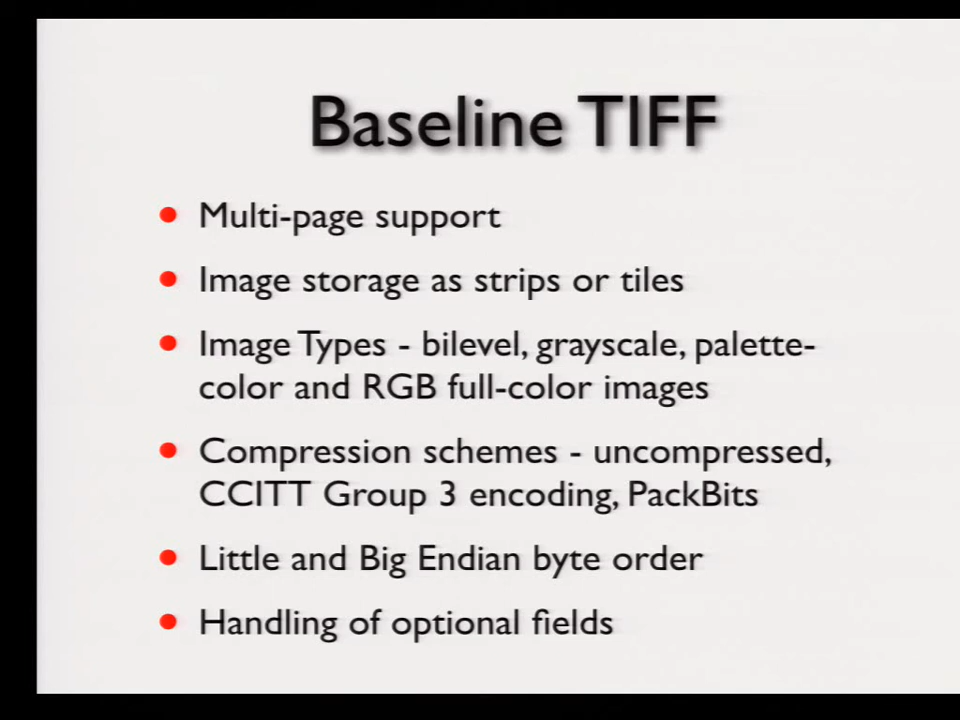 Baseline TIFF
• Multi-page support
• Image storage as strips or tiles
• Image Types - bilevel, grayscale, palette-
color and RGB full-color images
• Compression schemes - uncompressed,
CCITT Group 3 encoding, PackBits
• Little and Big Endian byte order
• Handling of optional fields